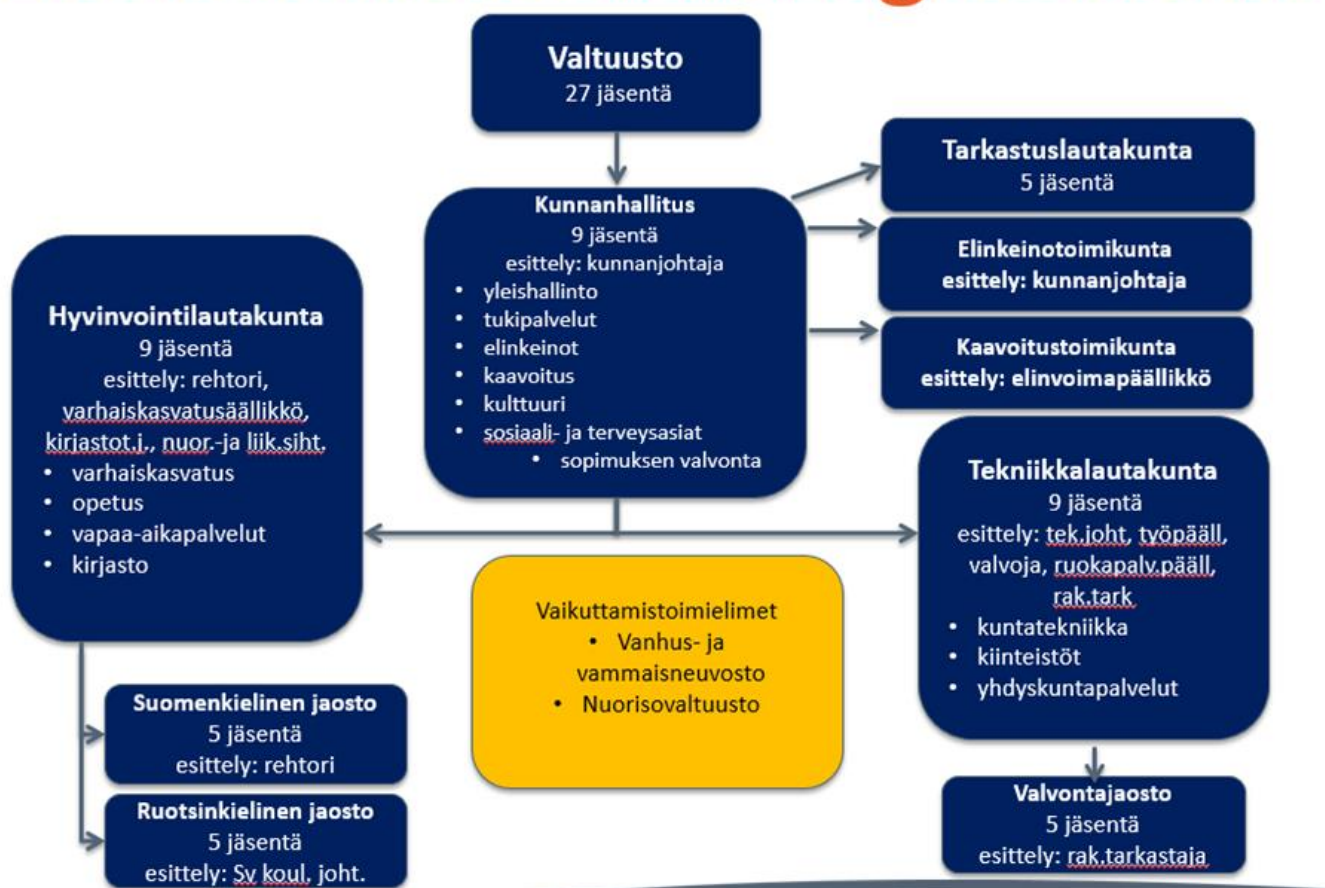 Valtuusto
27 jäsentä
Tarkastuslautakunta
5 jäsentä
Kunnanhallitus
9 jäsentä
esittely: kunnanjohtaja
• yleishallinto
• tukipalvelut
• elinkeinot
• kaavoitus
• kulttuuri
• sosiaali- ja terveysasiat
• sopimuksen valvonta
Elinkeinotoimikunta
esittely: kunnanjohtaja
Kaavoitustoimikunta
esittely: elinvoimapäällikkö
Hyvinvointilautakunta
9 jäsentä
esittely: rehtori,
varhaiskasvatusäällikkö,
kirjastot.j., nuor.-ja liik.siht.
• varhaiskasvatus
• opetus
• vapaa-aikapalvelut
• kirjasto
Tekniikkalautakunta
9 jäsentä
esittely: tek.joht, työpääll,
valvoja, ruokapalv.pääll,
rak.tark
• kuntatekniikka
• kiinteistöt
• yhdyskuntapalvelut
Vaikuttamistoimielimet
• Vanhus- ja
vammaisneuvosto
• Nuorisovaltuusto
Suomenkielinen jaosto
5 jäsentä
esittely: rehtori
Ruotsinkielinen jaosto
5 jäsentä
esittely: Sv koul. joht.
Valvontajaosto
5 jäsentä
esittely: rak.tarkastaja